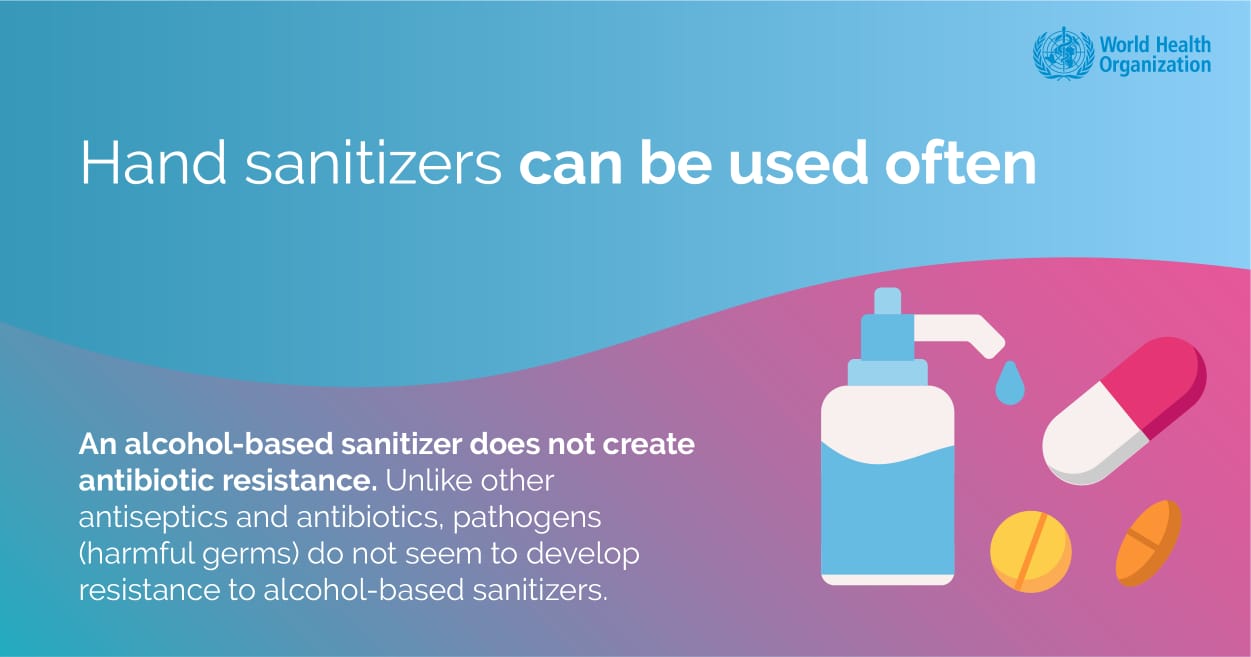 World Health
Organization
Hand sanitizers can be used often
An alcohol-based sanitizer does not create
antibiotic resistance. Unlike other
antiseptics and antibiotics, pathogens
(harmful germs) do not seem to develop
resistance to alcohol-based sanitizers.